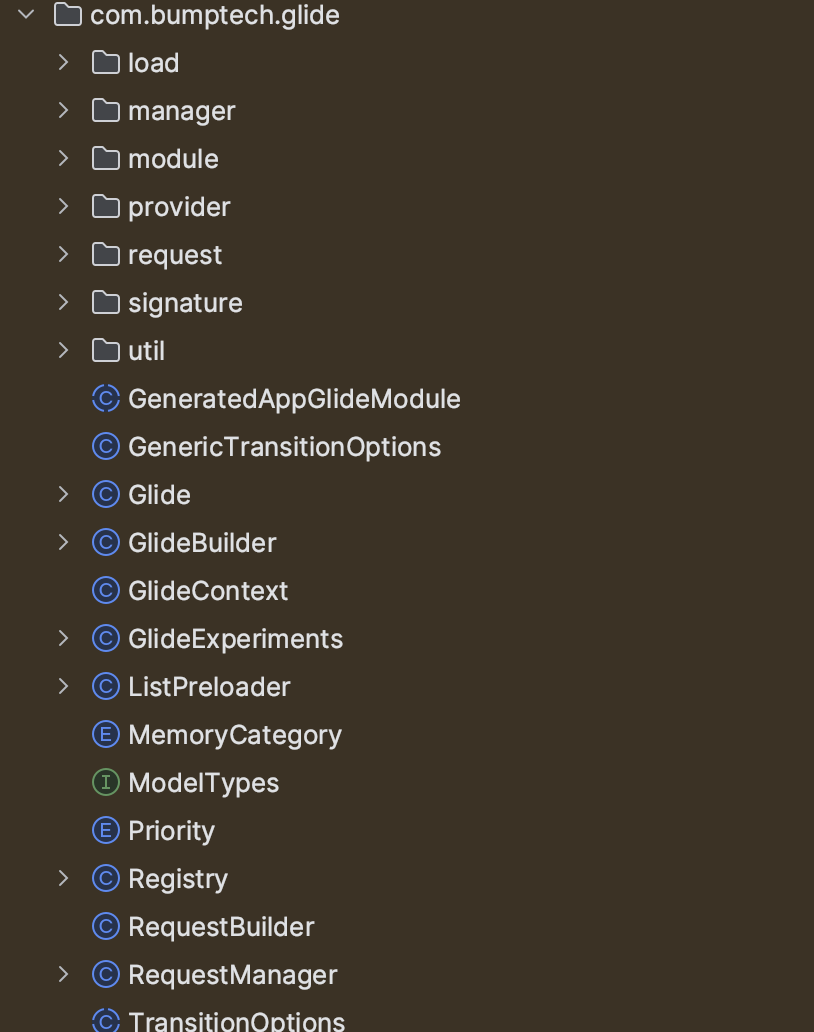 com.bumptech.glide
load
manager
module
provider
request
signature
util
C GeneratedAppGlideModule
C GenericTransitionOptions
C Glide
C GlideBuilder
C GlideContext
C GlideExperiments
C ListPreloader
E MemoryCategory
I ModelTypes
E Priority
C Registry
C RequestBuilder
C RequestManager
C TransitionOptions